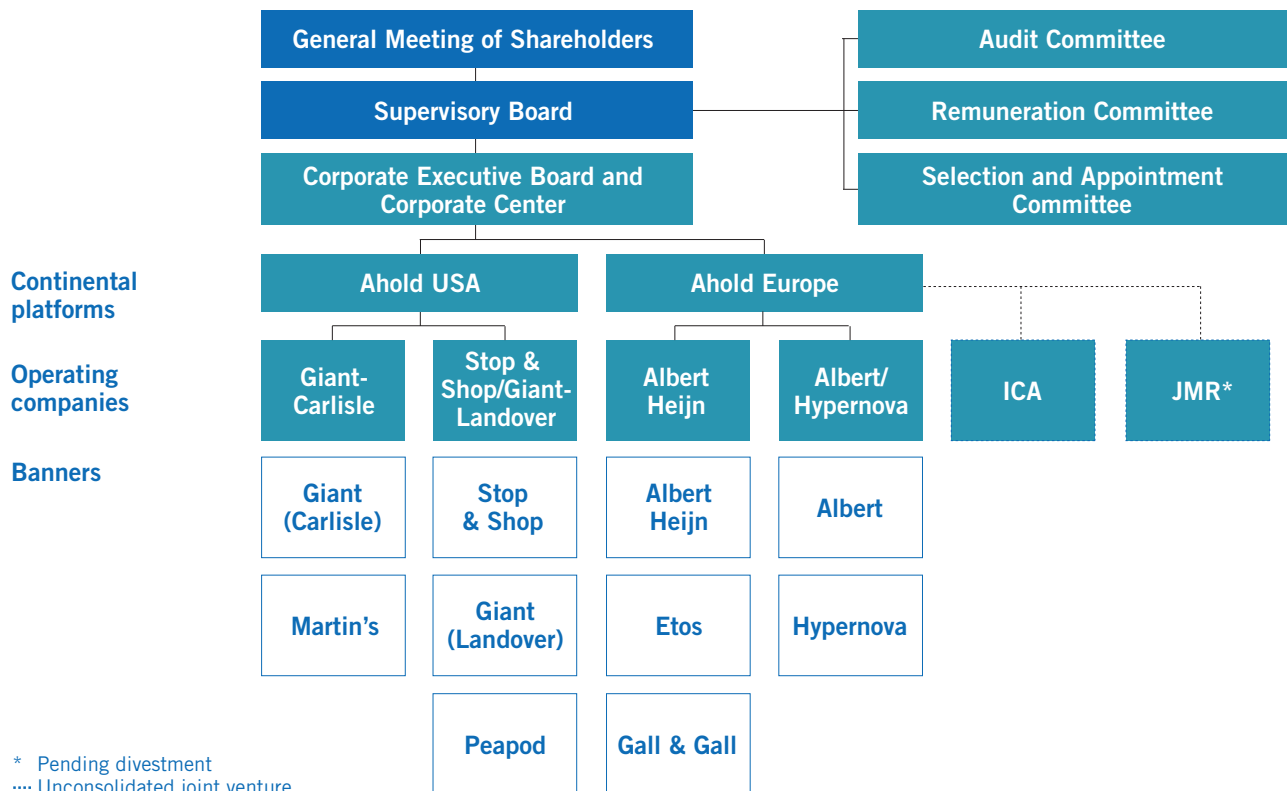 General Meeting of Shareholders
Audit Committee
Supervisory Board
Remuneration Committee
Corporate Executive Board and
Corporate Center
Selection and Appointment
Committee
Continental
platforms
Ahold USA
Ahold Europe
Operating
companies
Giant-
Carlisle
Stop &
Shop/Giant-
Landover
Albert
Heijn
Albert/
Hypernova
ICA
JMR*
Banners
Giant
(Carlisle)
Stop
& Shop
Albert
Heijn
Albert
Martin’s
Giant
(Landover)
Etos
Hypernova
Peapod
Gall & Gall
* Pending divestment
···· Unconsolidated joint venture